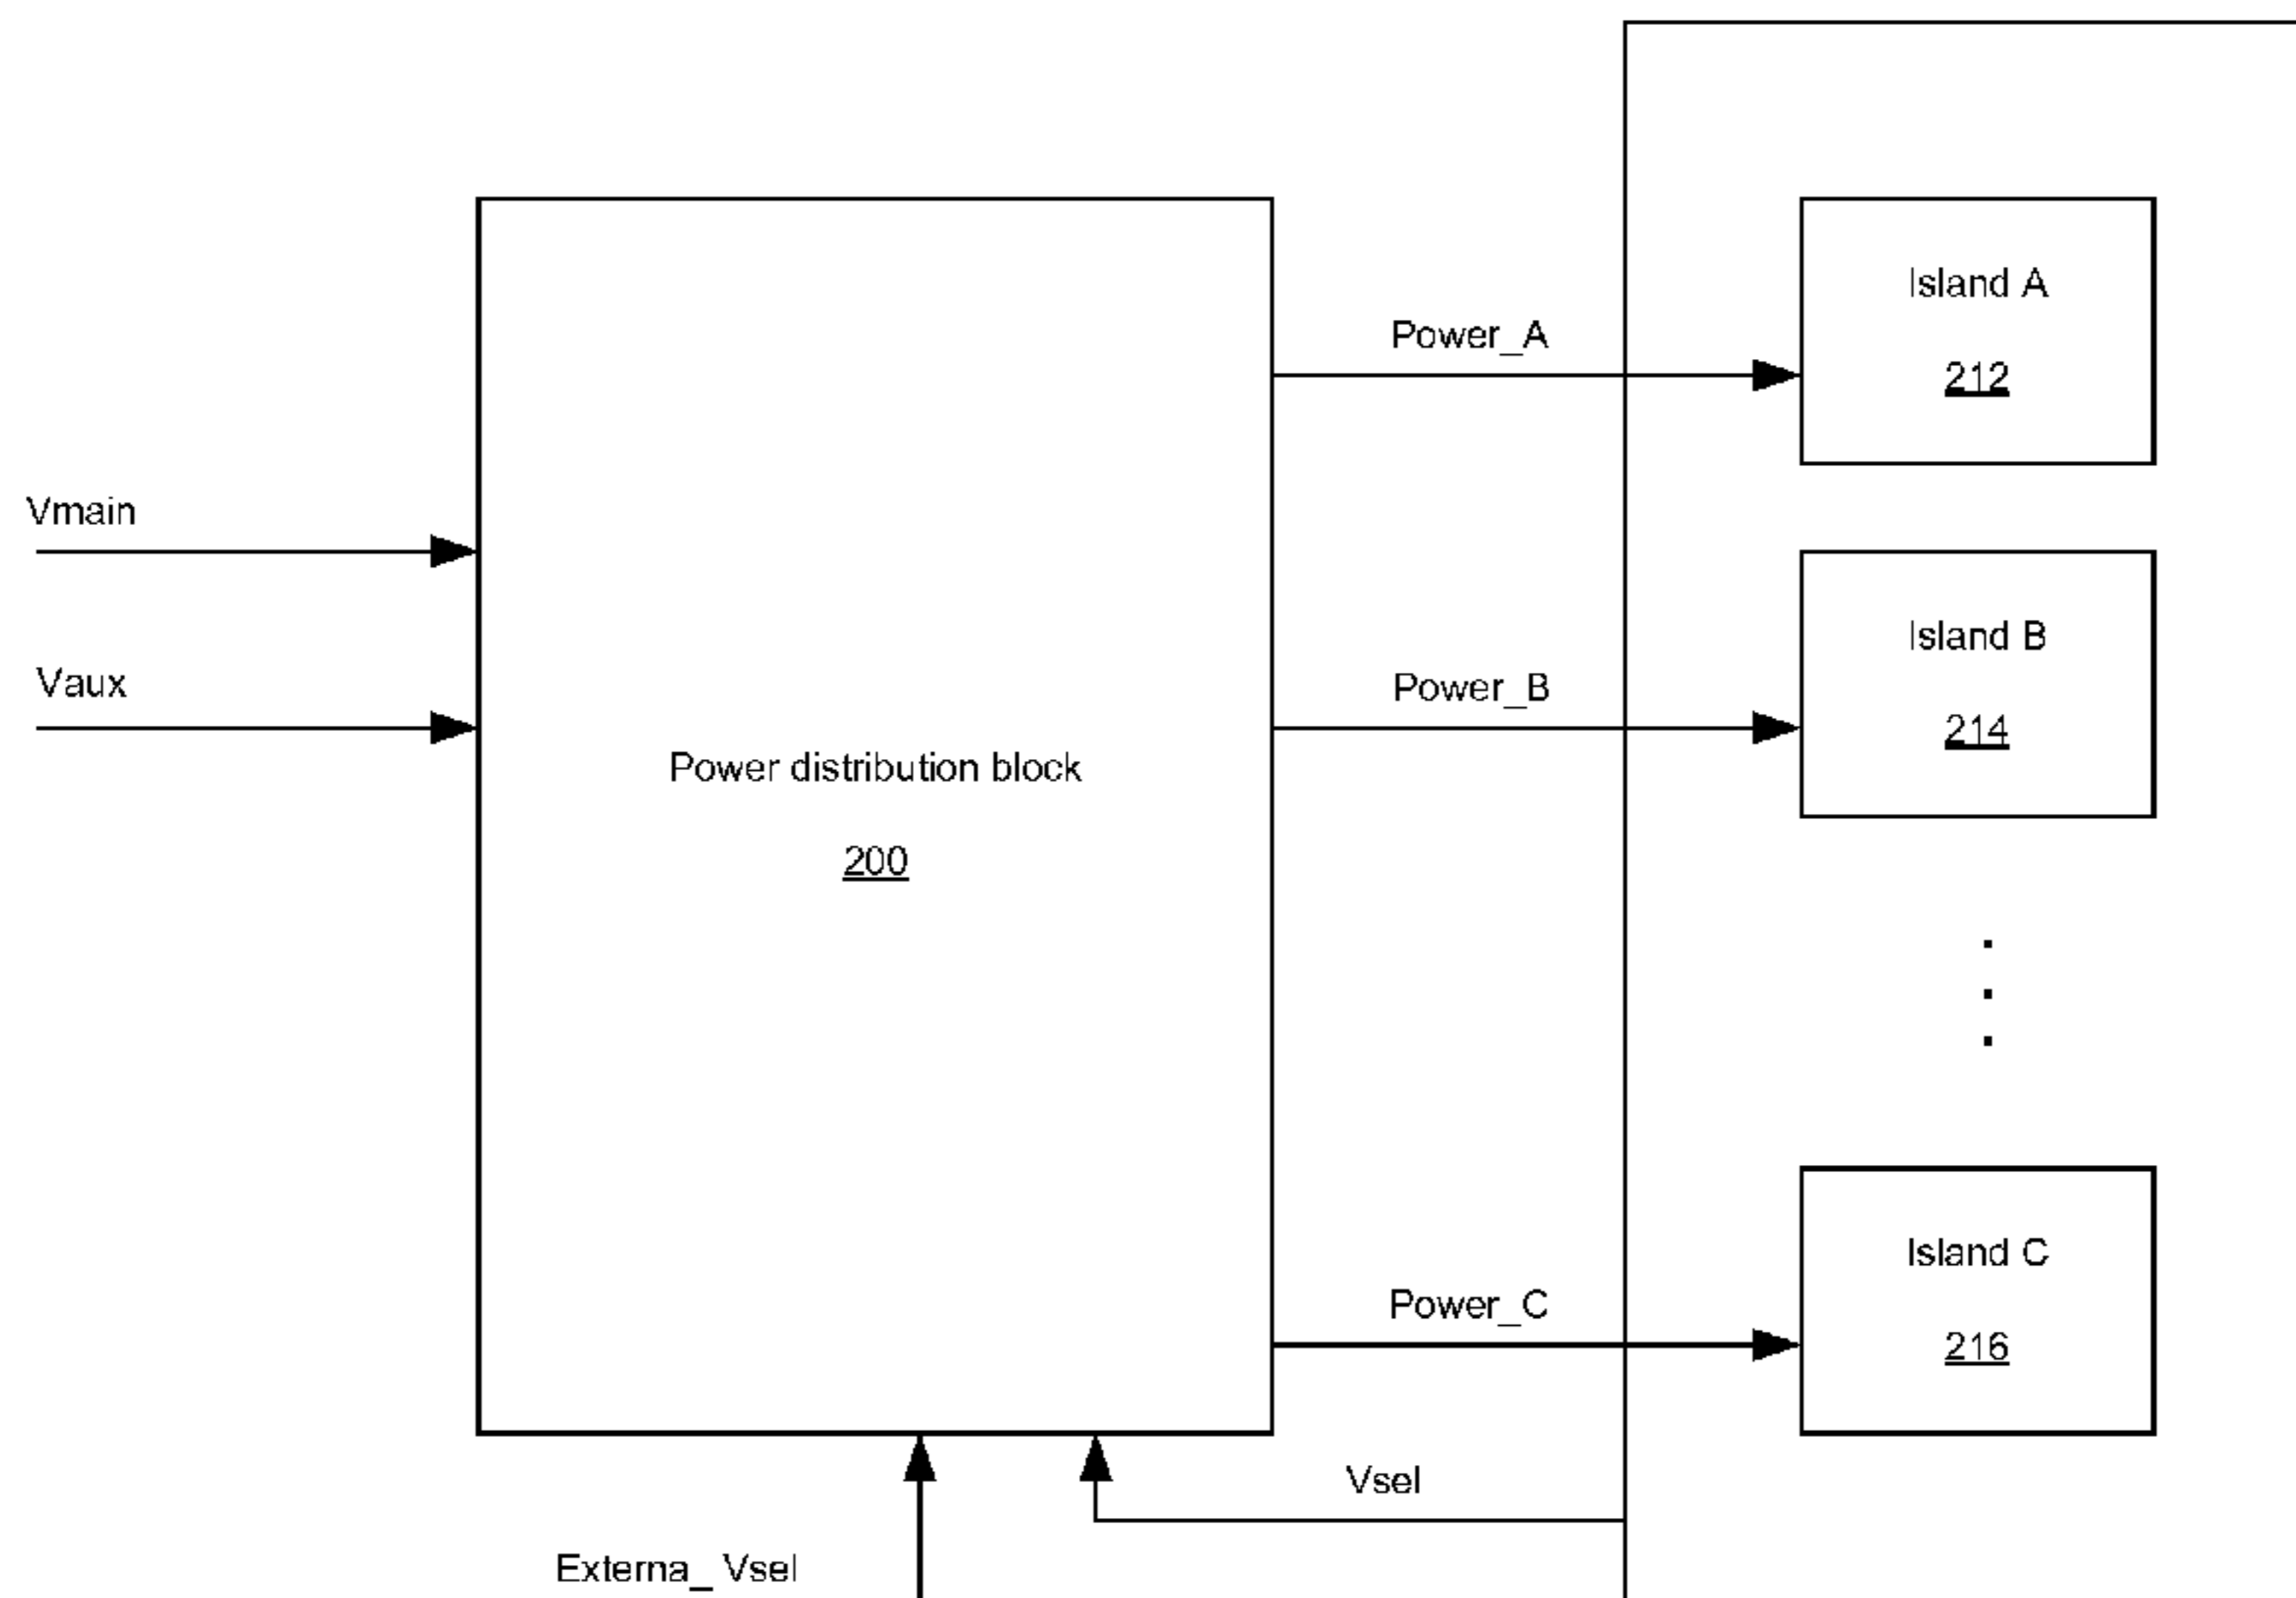 Vmain
Vaux
Power distribution block
200
Power_A
Power_B
Power_C
Island A
212
Island B
214
Island C
216
Vsel
Externa_ Vsel